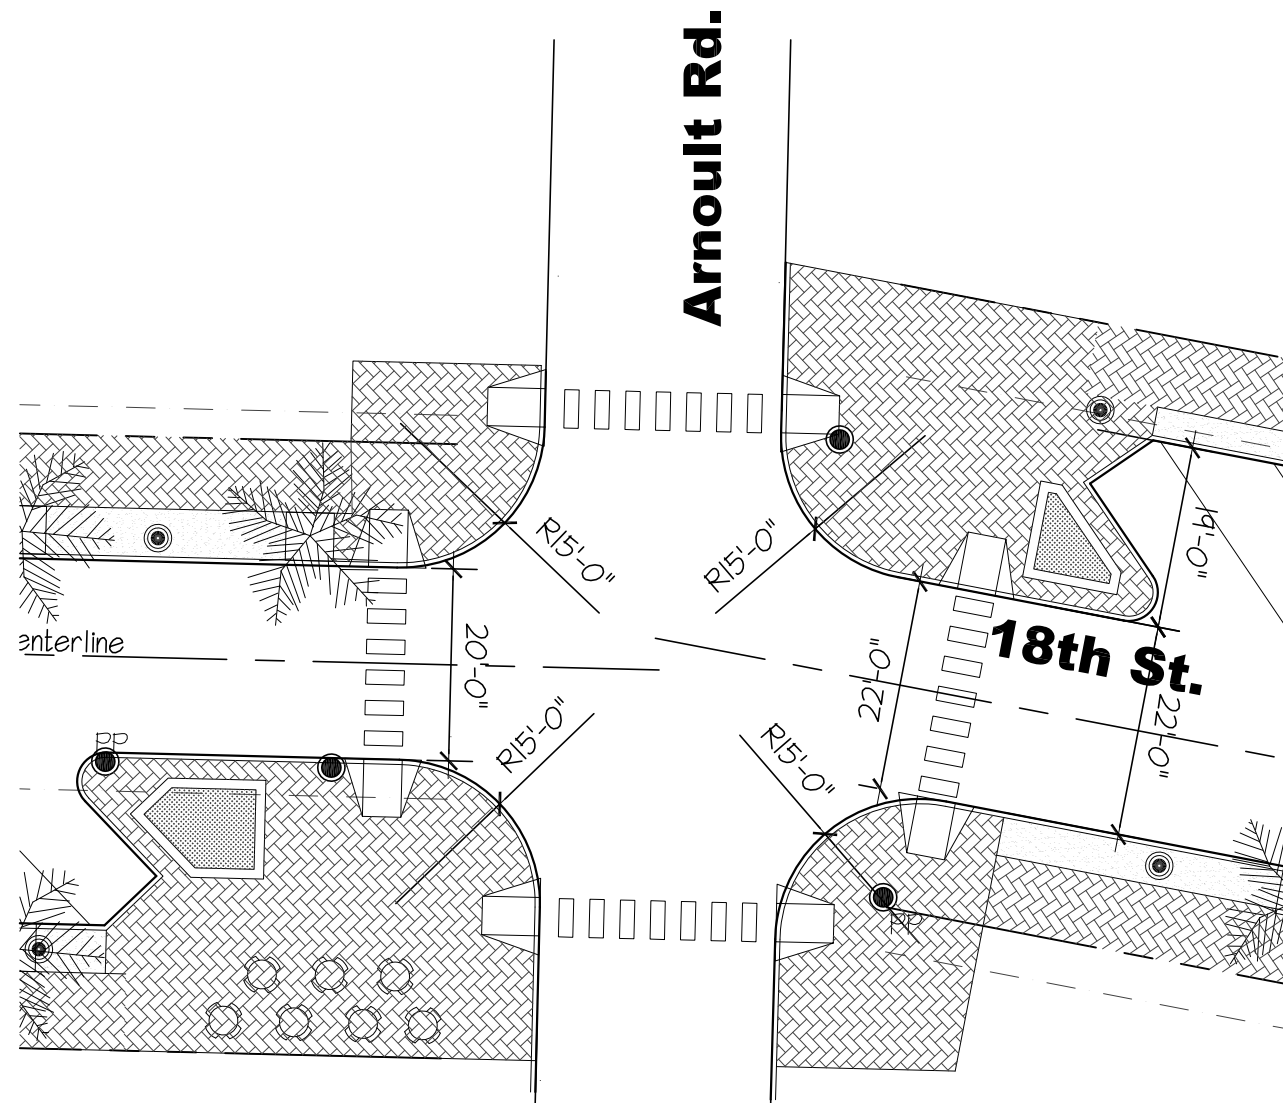 Arnoult Rd.
R15'-0"
R15'-0"
19'-0"
enterline
20'-0"
18th St.
22'-0"
22'-0"
PP
R15'-0"
R15'-0"
PP